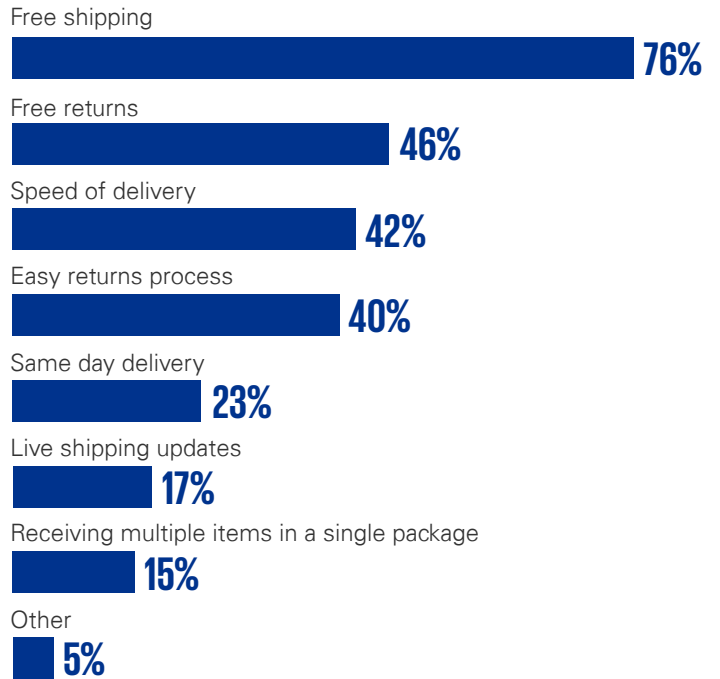 Free shipping
76%
Free returns
46%
Speed of delivery
42%
Easy returns process
40%
Same day delivery
23%
Live shipping updates
17%
Receiving multiple items in a single package
15%
Other
5%